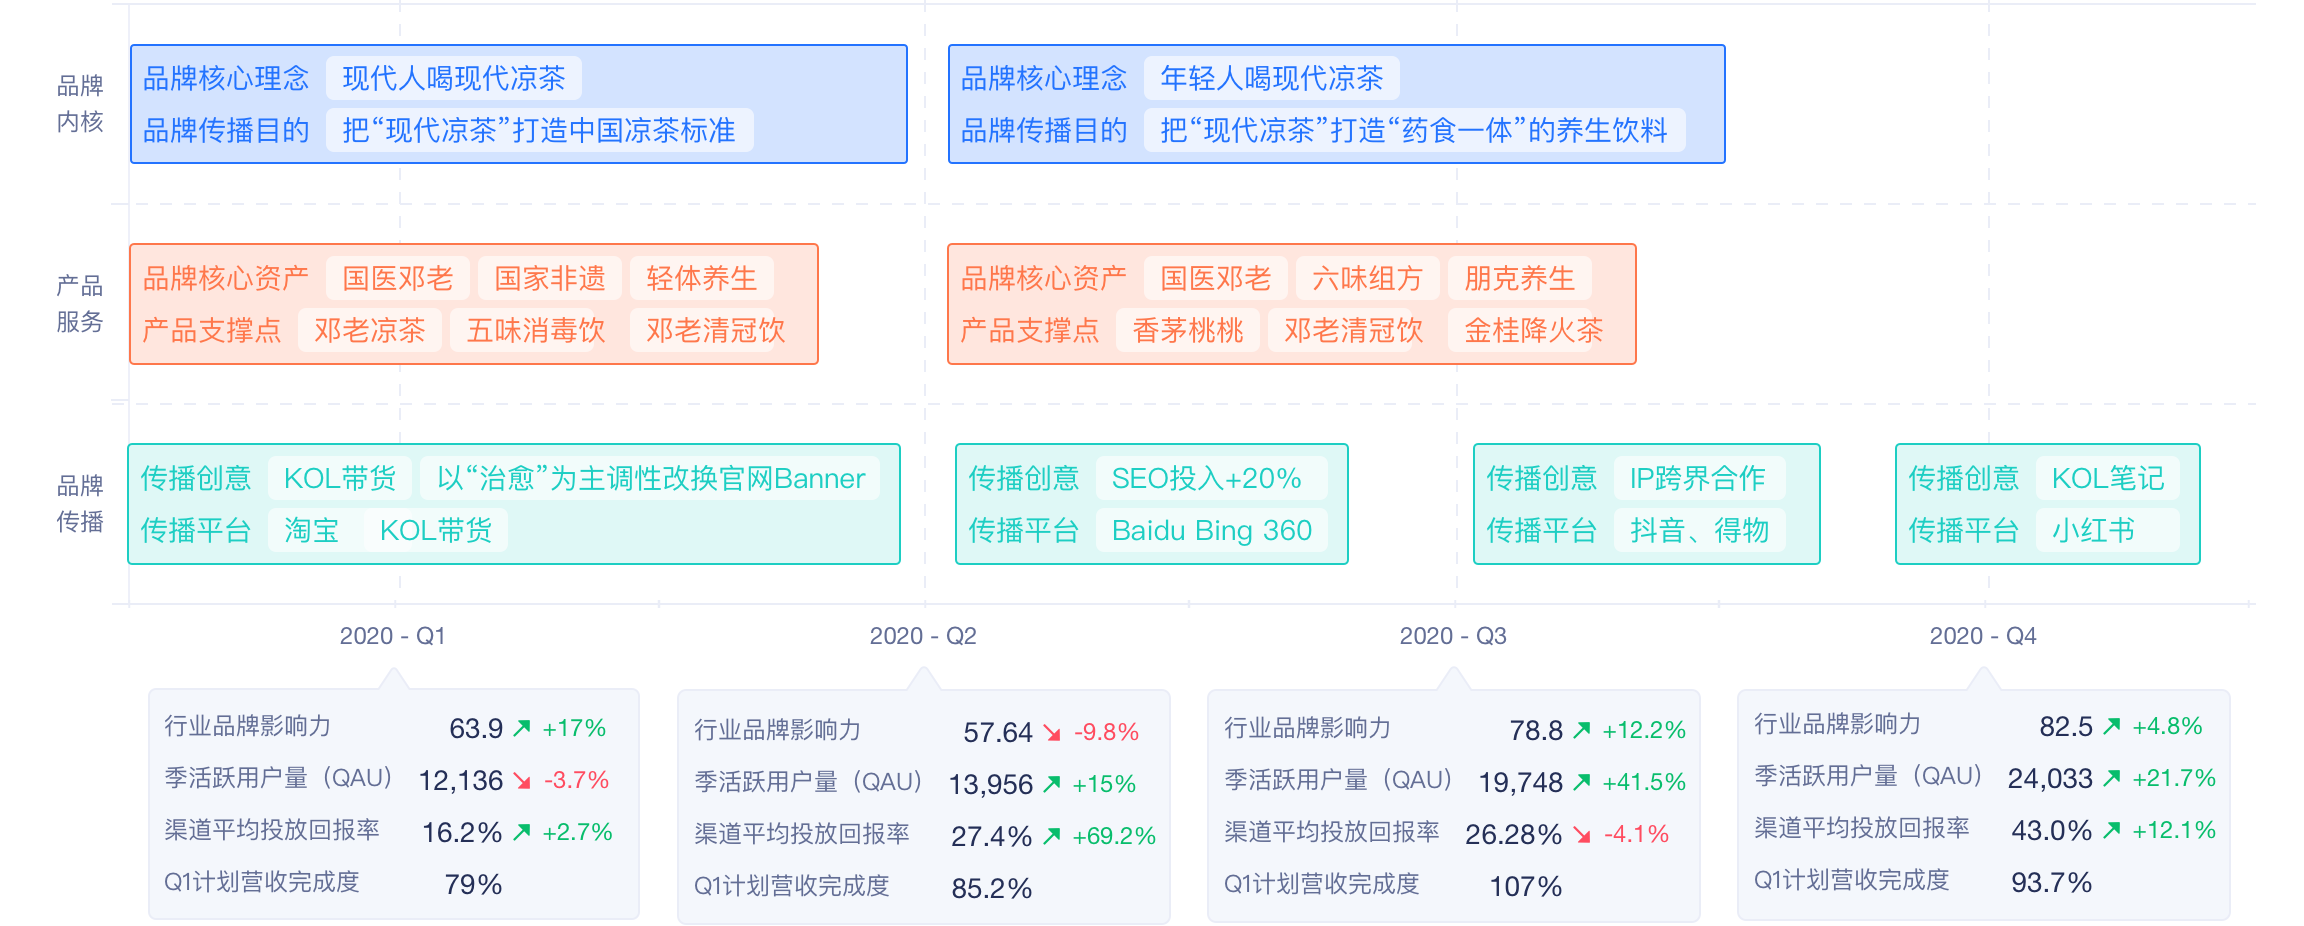 品牌
内核
品牌核心理念 现代人喝现代凉茶
品牌传播目的 把“现代凉茶”打造中国凉茶标准
品牌核心理念 年轻人喝现代凉茶
品牌传播目的 把“现代凉茶”打造“药食一体”的养生饮料
产品
服务
品牌核心资产 国医邓老 国家非遗 轻体养生
产品支撑点 邓老凉茶 五味消毒饮 邓老清冠饮
品牌核心资产 国医邓老 六味组方 朋克养生
产品支撑点 香茅桃桃 邓老清冠饮 金桂降火茶
品牌
传播
传播创意 KOL带货 以“治愈”为主调性改换官网Banner
传播平台 淘宝 KOL带货
传播创意 SEO投入+20%
传播平台 Baidu Bing 360
传播创意 IP跨界合作
传播平台 抖音、得物
传播创意 KOL笔记
传播平台 小红书
2020 - Q1
2020 - Q2
2020 - Q3
2020 - Q4
行业品牌影响力 63.9 +17%
季活跃用户量（QAU） 12,136 -3.7%
渠道平均投放回报率 16.2% +2.7%
Q1计划营收完成度 79%
行业品牌影响力 57.64 -9.8%
季活跃用户量（QAU） 13,956 +15%
渠道平均投放回报率 27.4% +69.2%
Q1计划营收完成度 85.2%
行业品牌影响力 78.8 +12.2%
季活跃用户量（QAU） 19,748 +41.5%
渠道平均投放回报率 26.28% -4.1%
Q1计划营收完成度 107%
行业品牌影响力 82.5 +4.8%
季活跃用户量（QAU） 24,033 +21.7%
渠道平均投放回报率 43.0% +12.1%
Q1计划营收完成度 93.7%